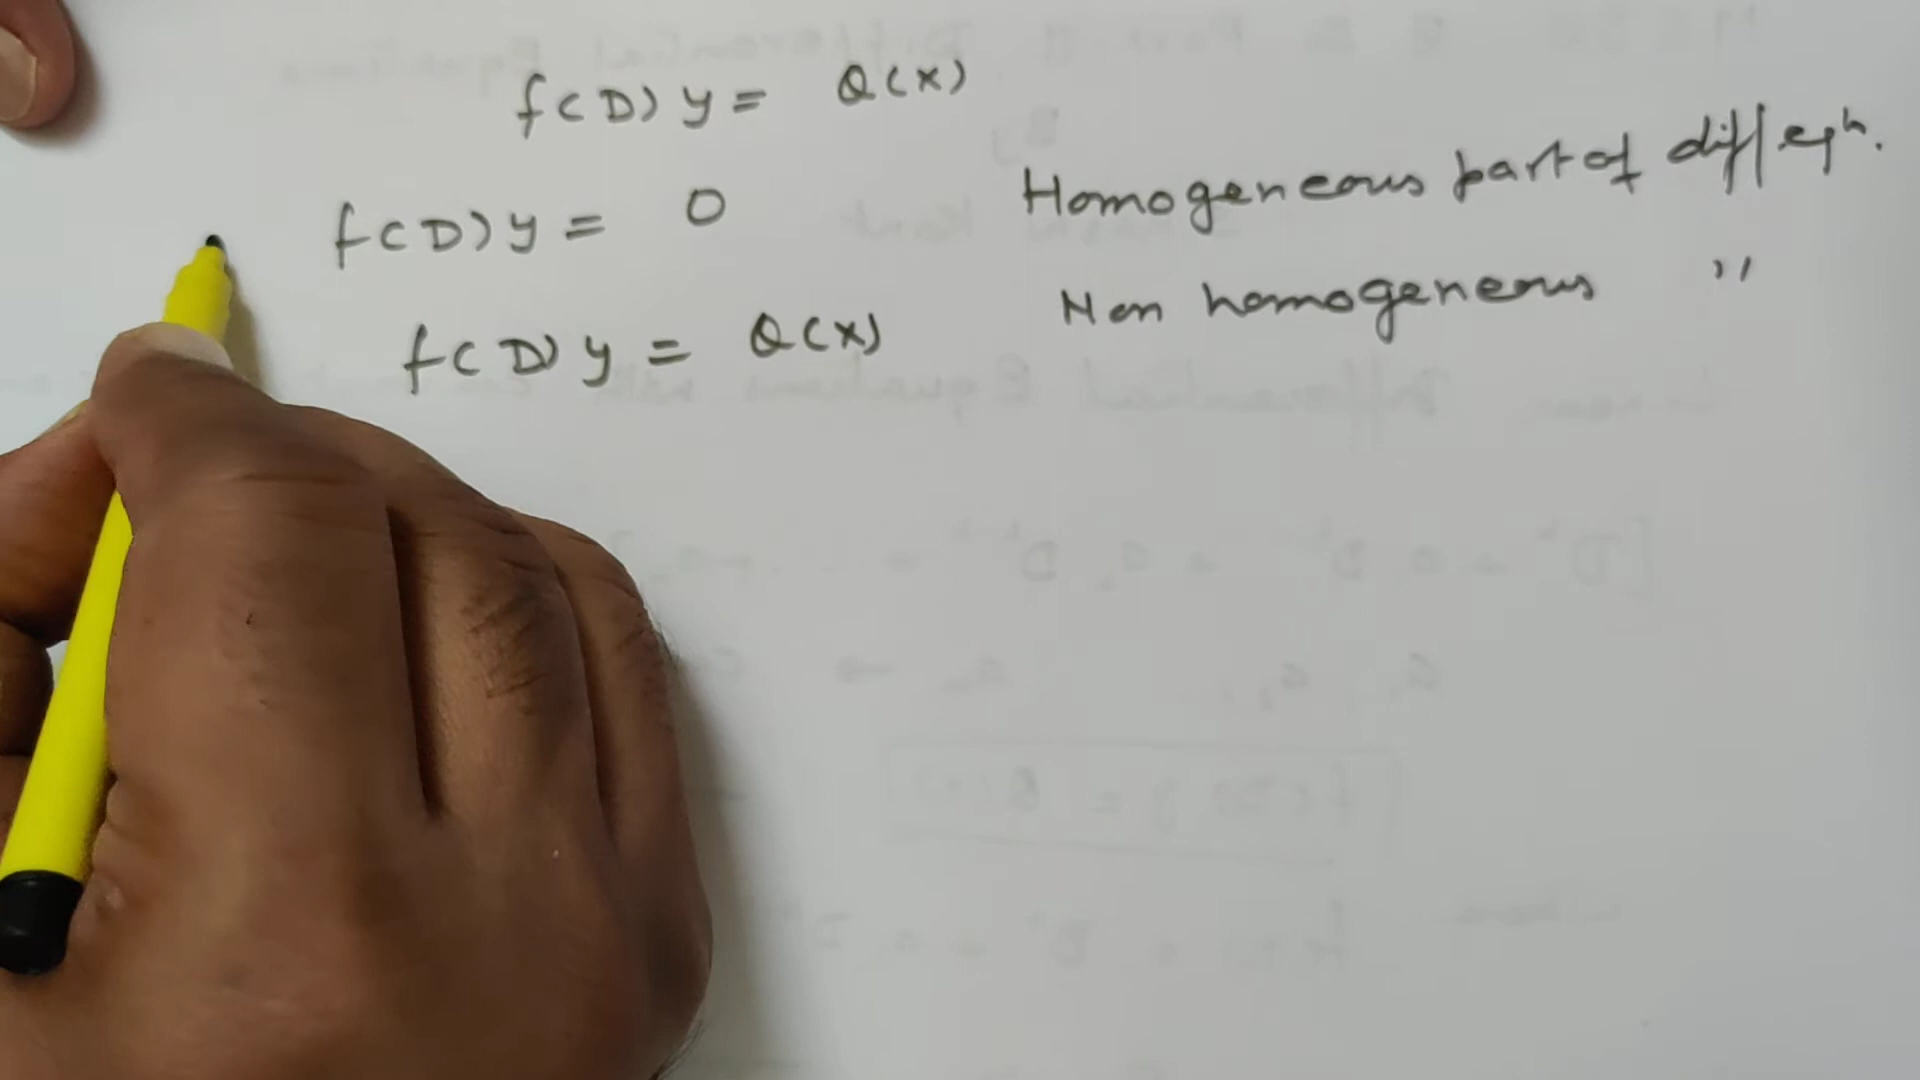 f(D) y = Q(x)
f(D) y = 0 Homogeneous part of diff eqn.
f(D) y = Q(x) Non homogeneous "